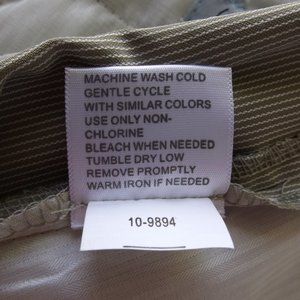 MACHINE WASH COLD
GENTLE CYCLE
WITH SIMILAR COLORS
USE ONLY NON-
CHLORINE
BLEACH WHEN NEEDED
TUMBLE DRY LOW
REMOVE PROMPTLY
WARM IRON IF NEEDED
10-9894